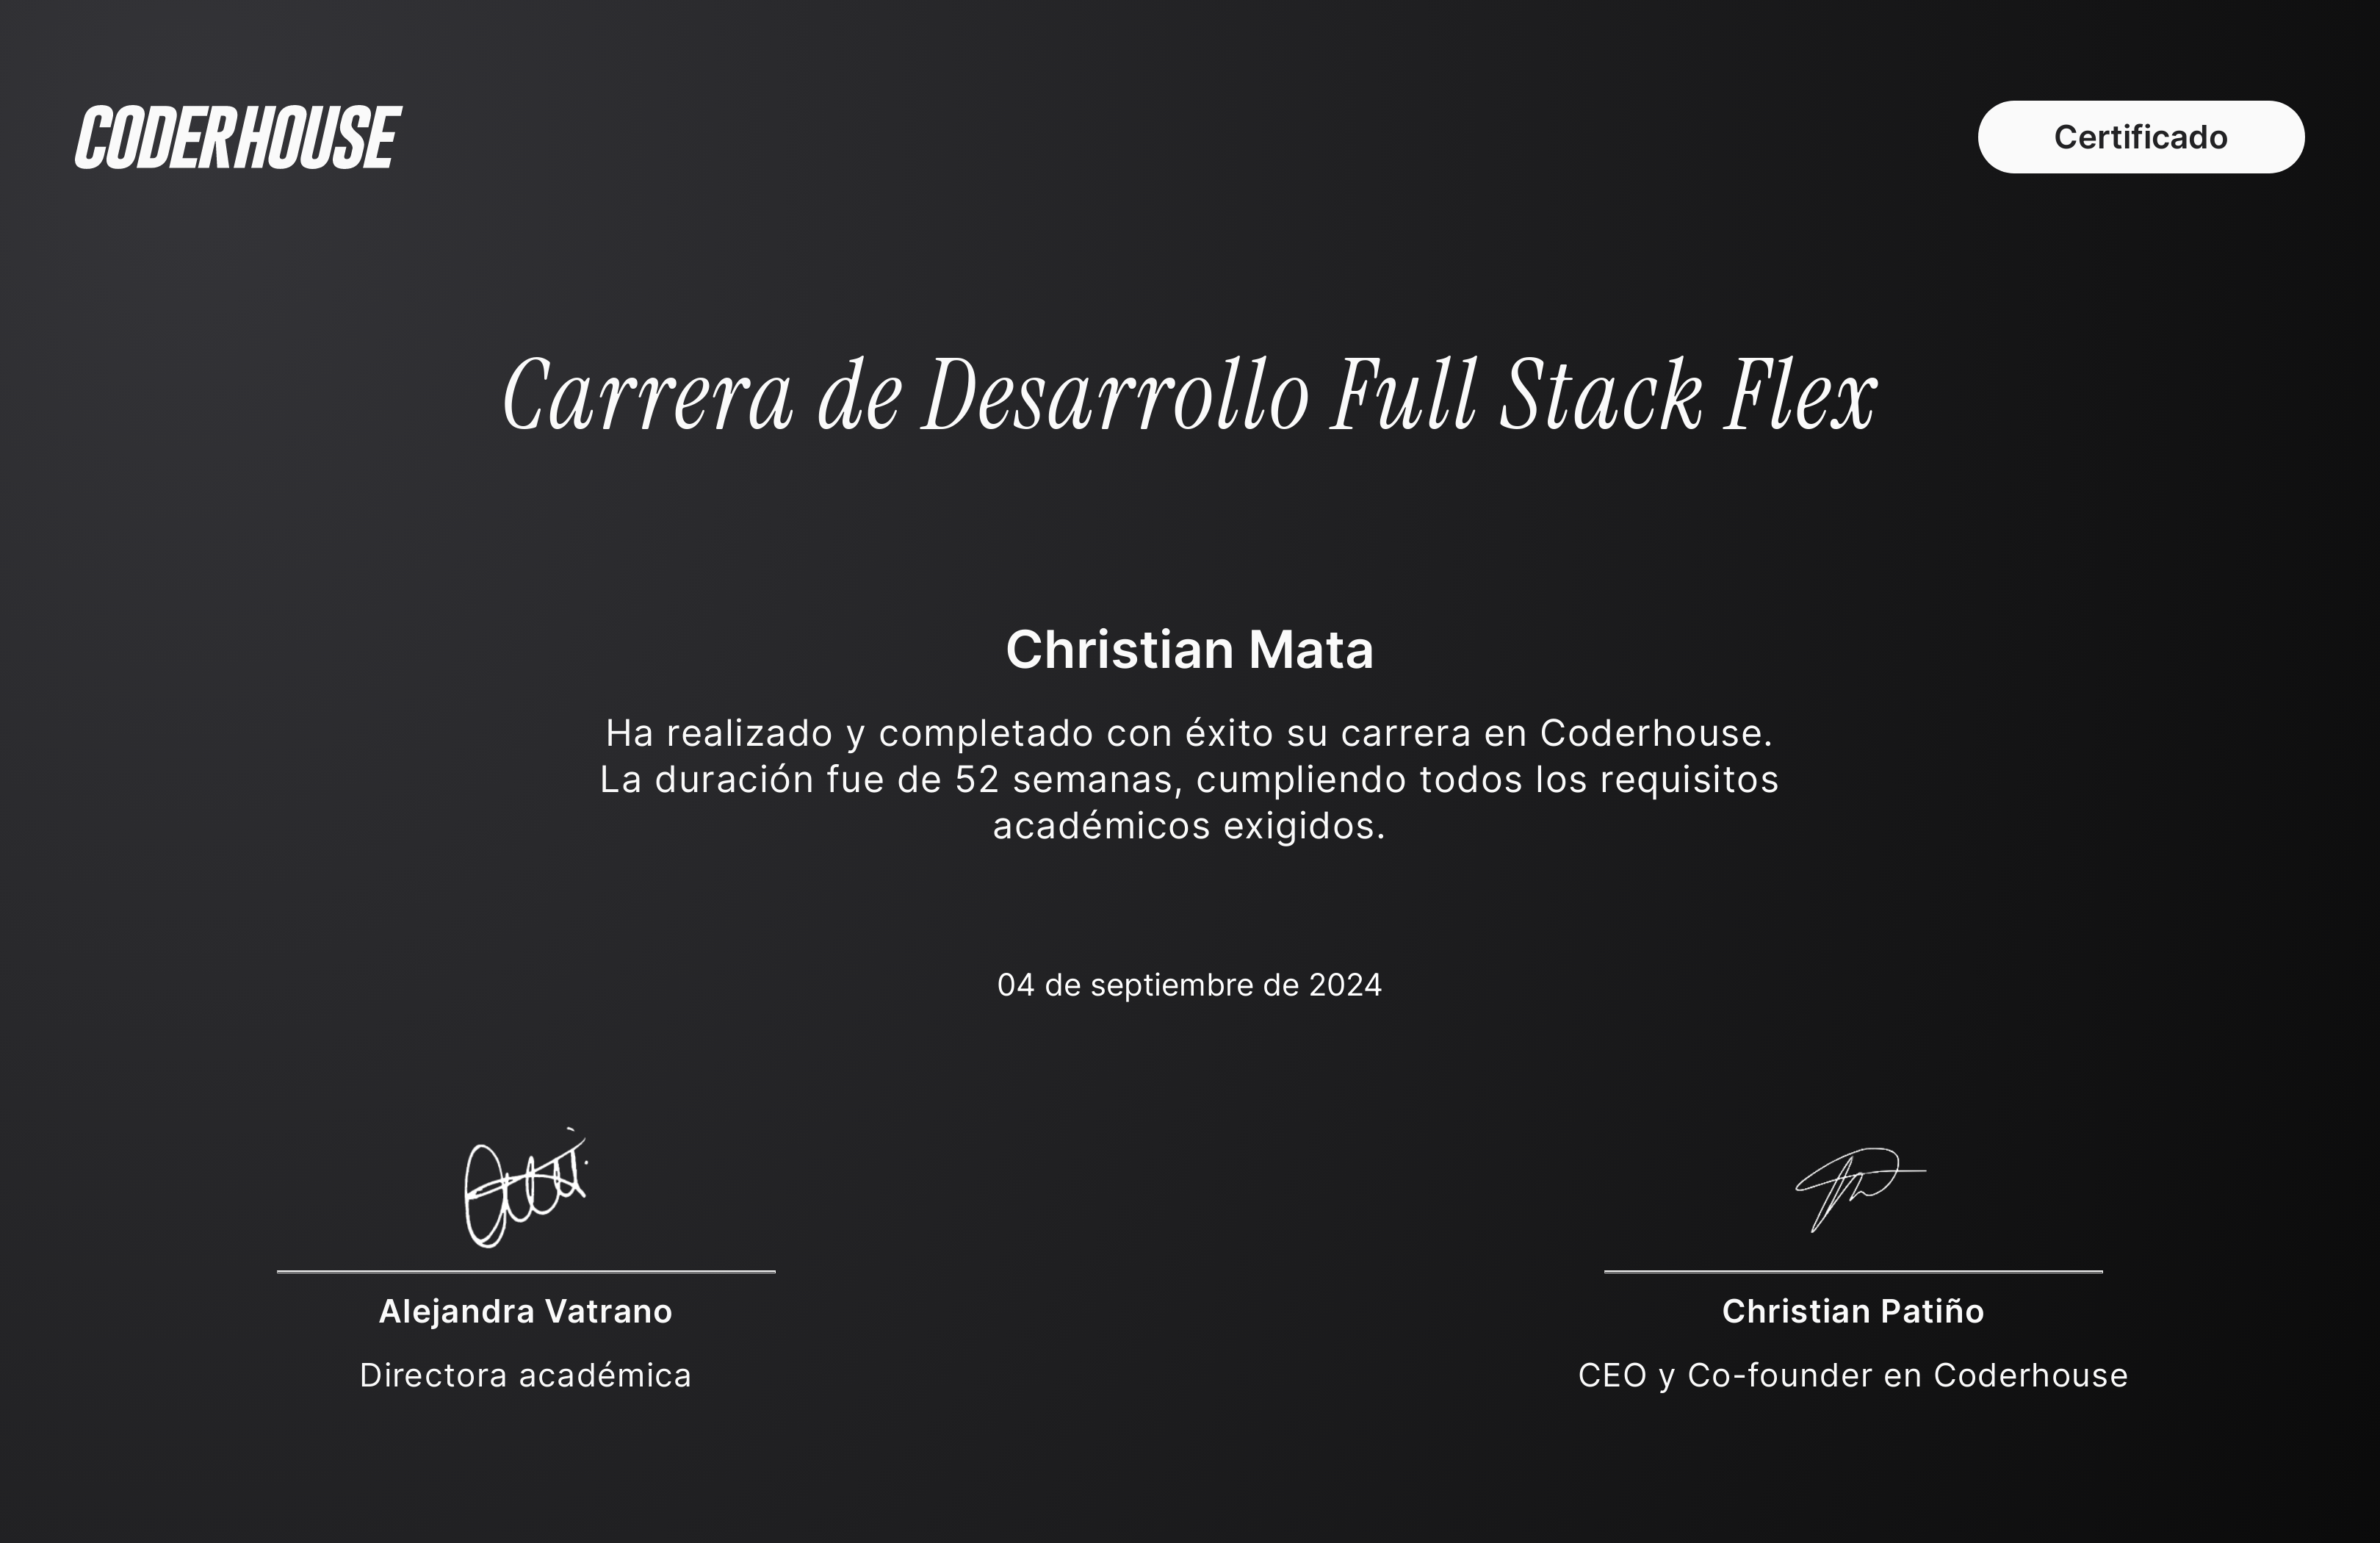 CODERHOUSE
Certificado
Carrera de Desarrollo Full Stack Flex
Christian Mata
Ha realizado y completado con éxito su carrera en Coderhouse.
La duración fue de 52 semanas, cumpliendo todos los requisitos
académicos exigidos.
04 de septiembre de 2024
Alejandra Vatrano
Directora académica
Christian Patiño
CEO y Co-founder en Coderhouse